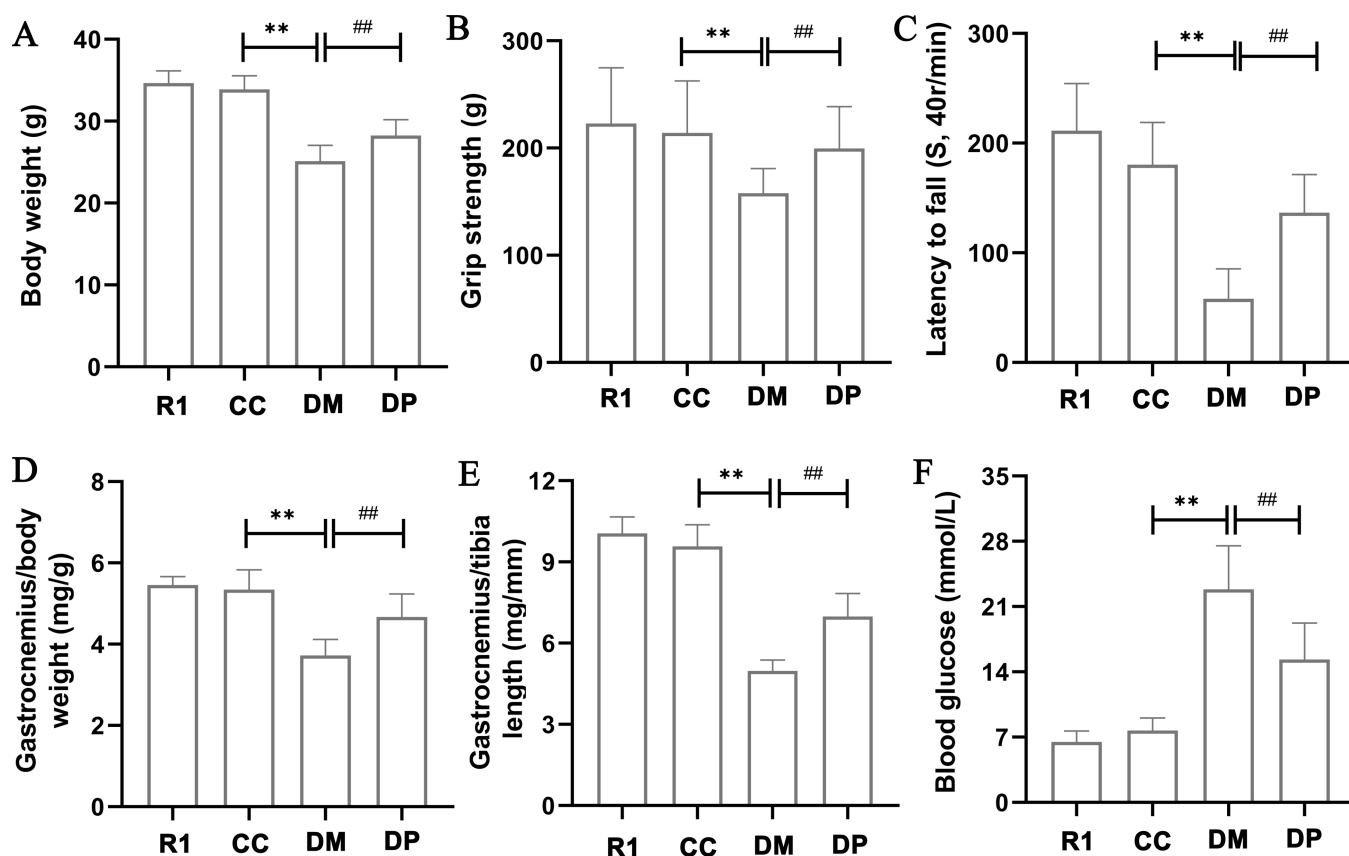 A
Body weight (g)
40
30
20
10
0
** ##
R1 CC DM DP
B
Grip strength (g)
300
200
100
0
** ##
R1 CC DM DP
C
Latency to fall (S, 40r/min)
300
200
100
0
** ##
R1 CC DM DP
D
Gastrocnemius/body
weight (mg/g)
8
6
4
2
0
** ##
R1 CC DM DP
E
Gastrocnemius/tibia
length (mg/mm)
12
9
6
3
0
** ##
R1 CC DM DP
F
Blood glucose (mmol/L)
35
28
21
14
7
0
** ##
R1 CC DM DP